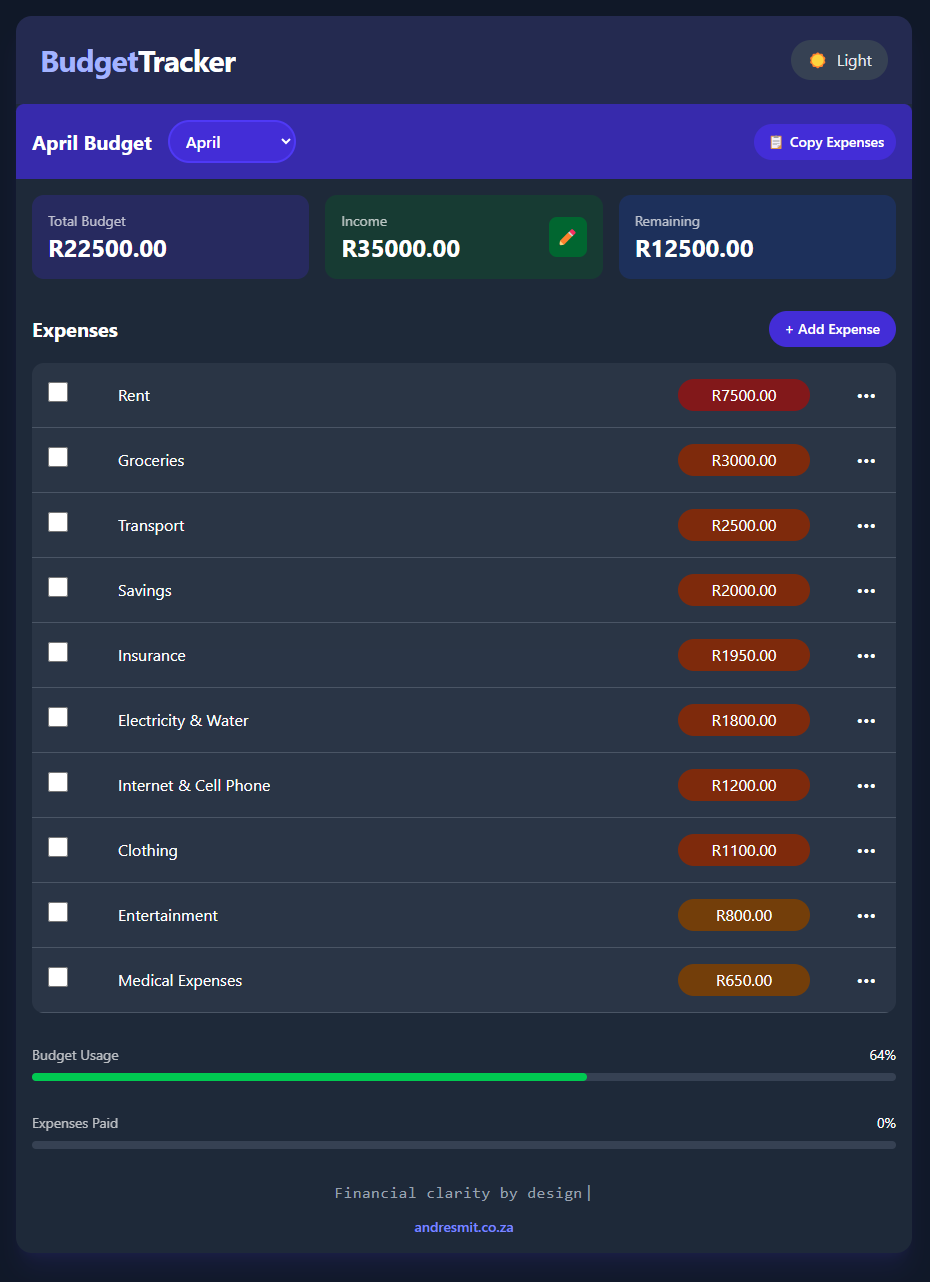 BudgetTracker
Light
April Budget
April
Copy Expenses
Total Budget
R22500.00
Income
R35000.00
Remaining
R12500.00
Expenses
+ Add Expense
Rent R7500.00 •••
Groceries R3000.00 •••
Transport R2500.00 •••
Savings R2000.00 •••
Insurance R1950.00 •••
Electricity & Water R1800.00 •••
Internet & Cell Phone R1200.00 •••
Clothing R1100.00 •••
Entertainment R800.00 •••
Medical Expenses R650.00 •••
Budget Usage 64%
Expenses Paid 0%
Financial clarity by design|
andresmit.co.za